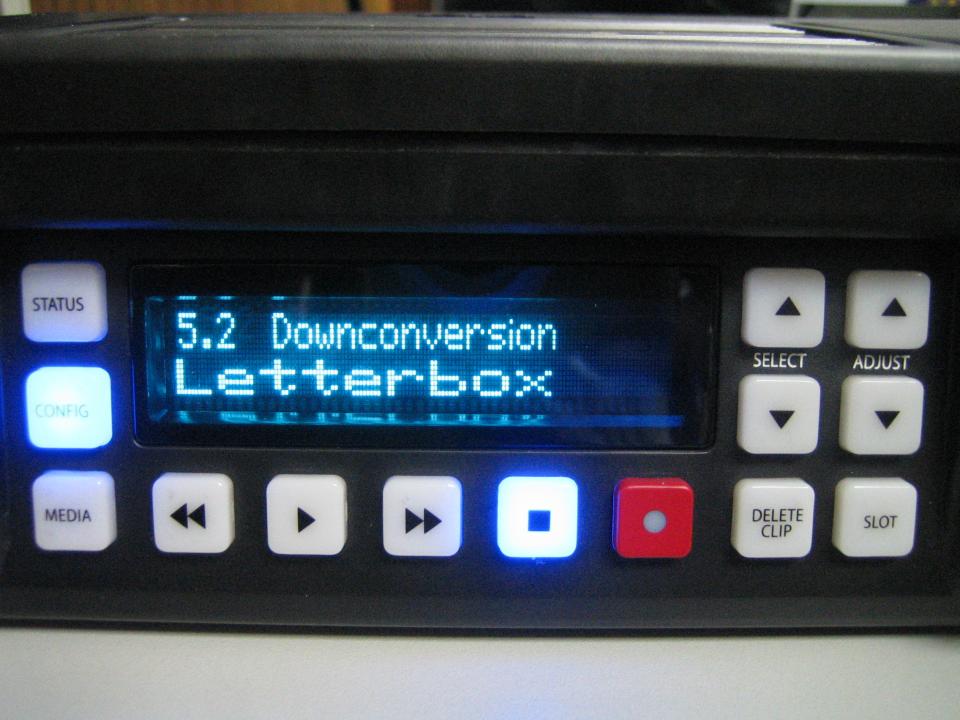 STATUS
CONFIG
MEDIA
5.2 Downconversion
Letterbox
SELECT
ADJUST
DELETE
CLIP
SLOT